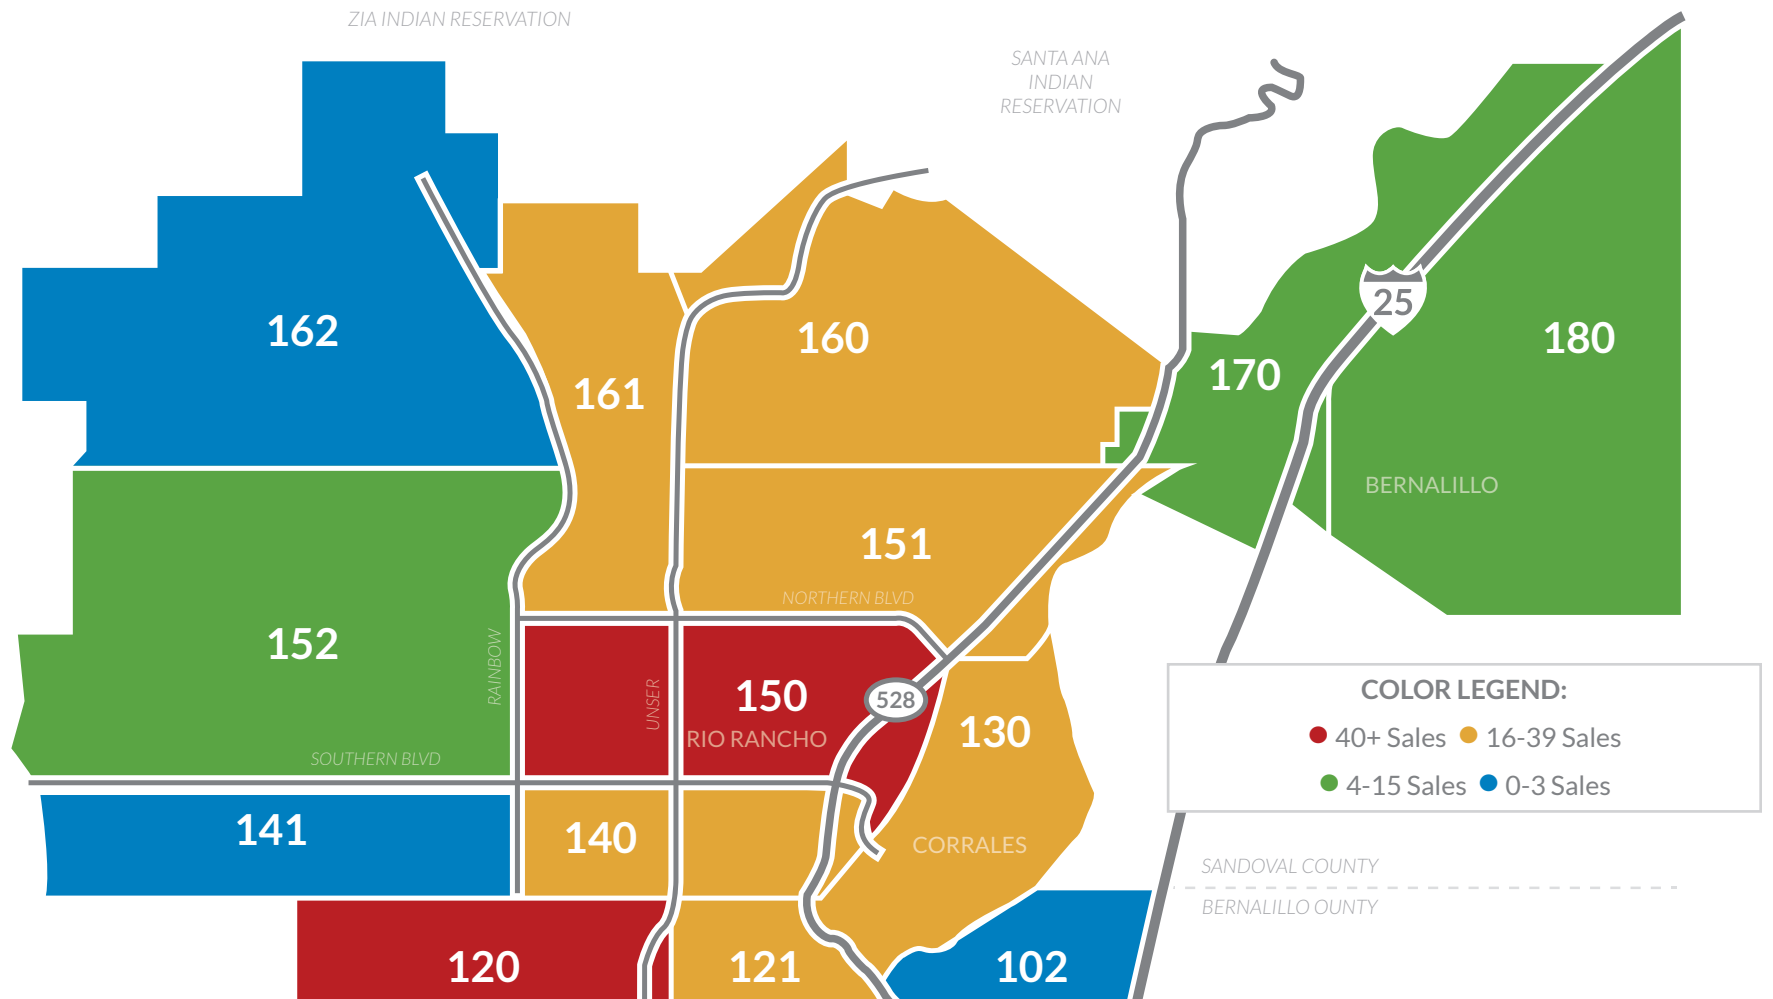 ZIA INDIAN RESERVATION
SANTA ANA
INDIAN
RESERVATION
162
161
160
170
25
180
BERNALILLO
151
NORTHERN BLVD
152
RAINBOW
UNSER
150
RIO RANCHO
528
130
SOUTHERN BLVD
COLOR LEGEND:
40+ Sales 16-39 Sales
4-15 Sales 0-3 Sales
141
140
CORRALES
SANDOVAL COUNTY
BERNALILLO OUNTY
120
121
102